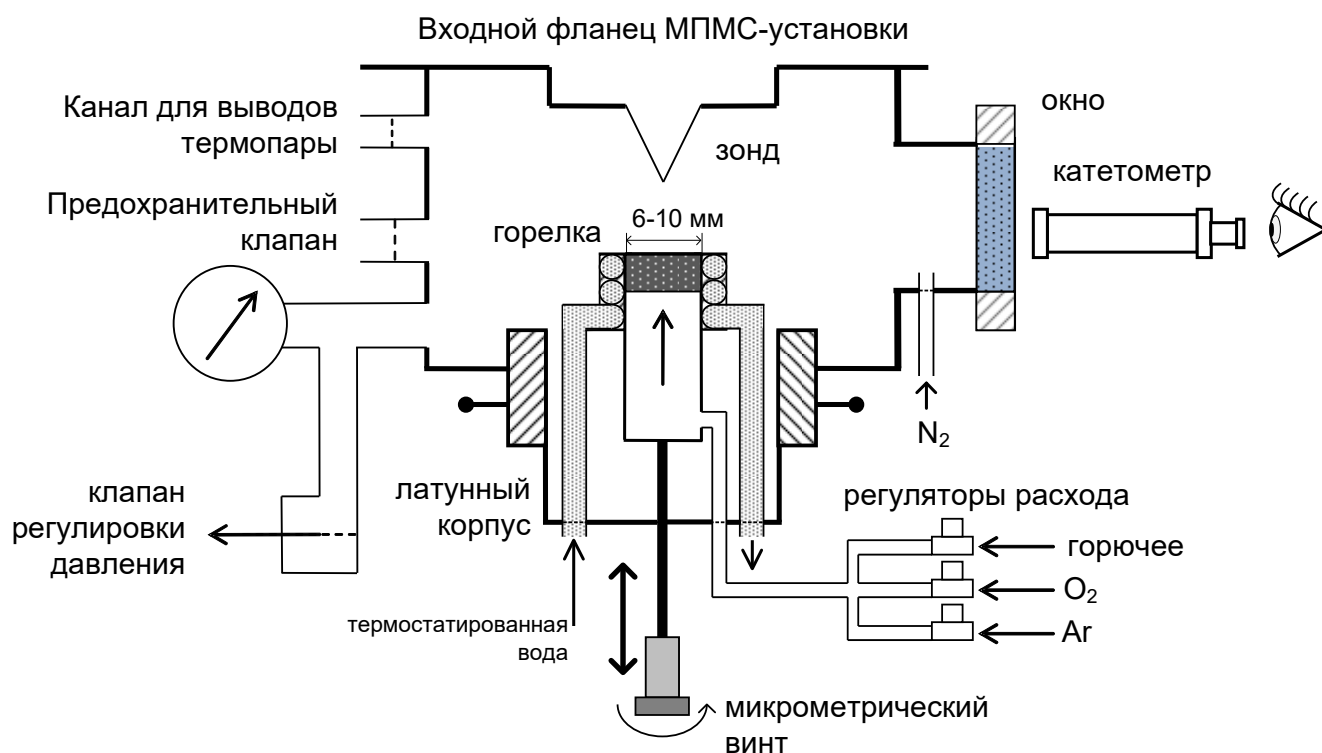 Входной фланец МПМС-установки
Канал для выводов
термопары
Предохранительный
клапан
зонд
окно
катетометр
горелка
6-10 мм
N₂
клапан
регулировки
давления
латунный
корпус
термостатированная
вода
регуляторы расхода
горючее
O₂
Ar
микрометрический
винт